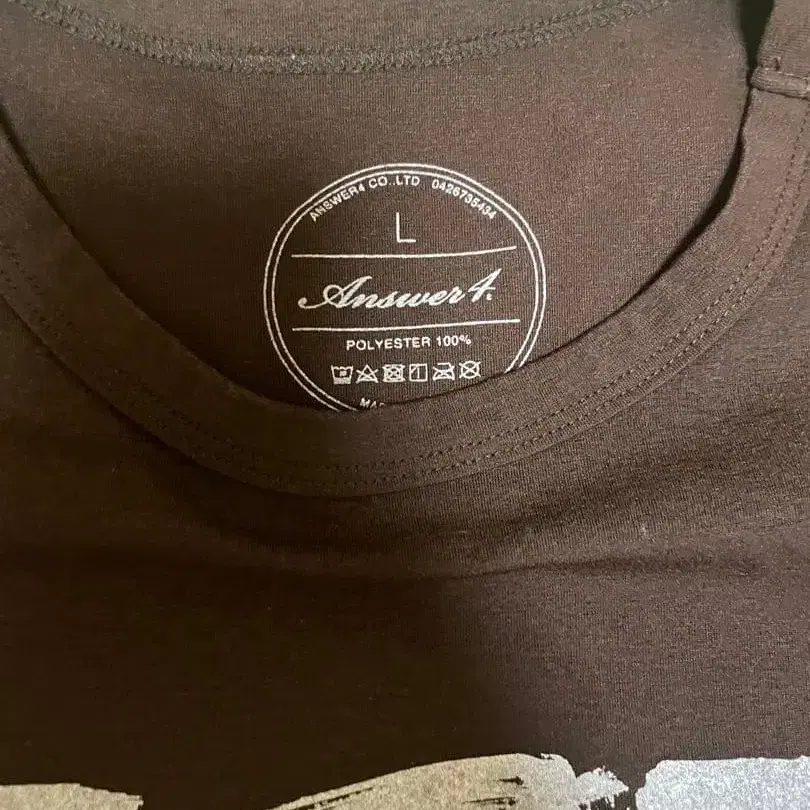 ANSWER4 CO.,LTD 0426735434
L
Answer4.
POLYESTER 100%